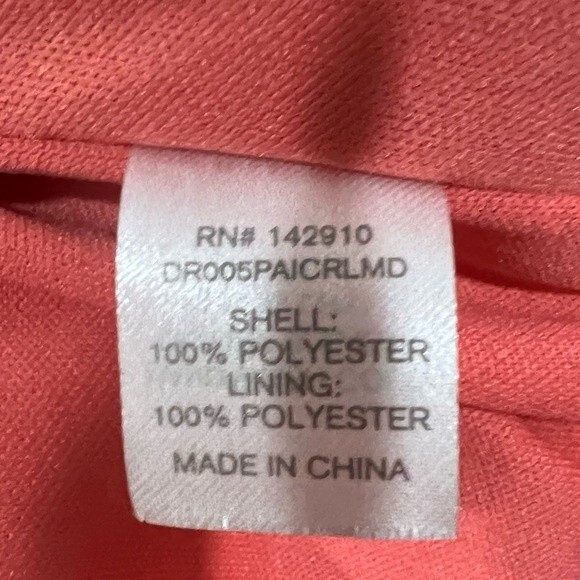 RN# 142910
DR005PAICRLMD
SHELL:
100% POLYESTER
LINING:
100% POLYESTER
MADE IN CHINA